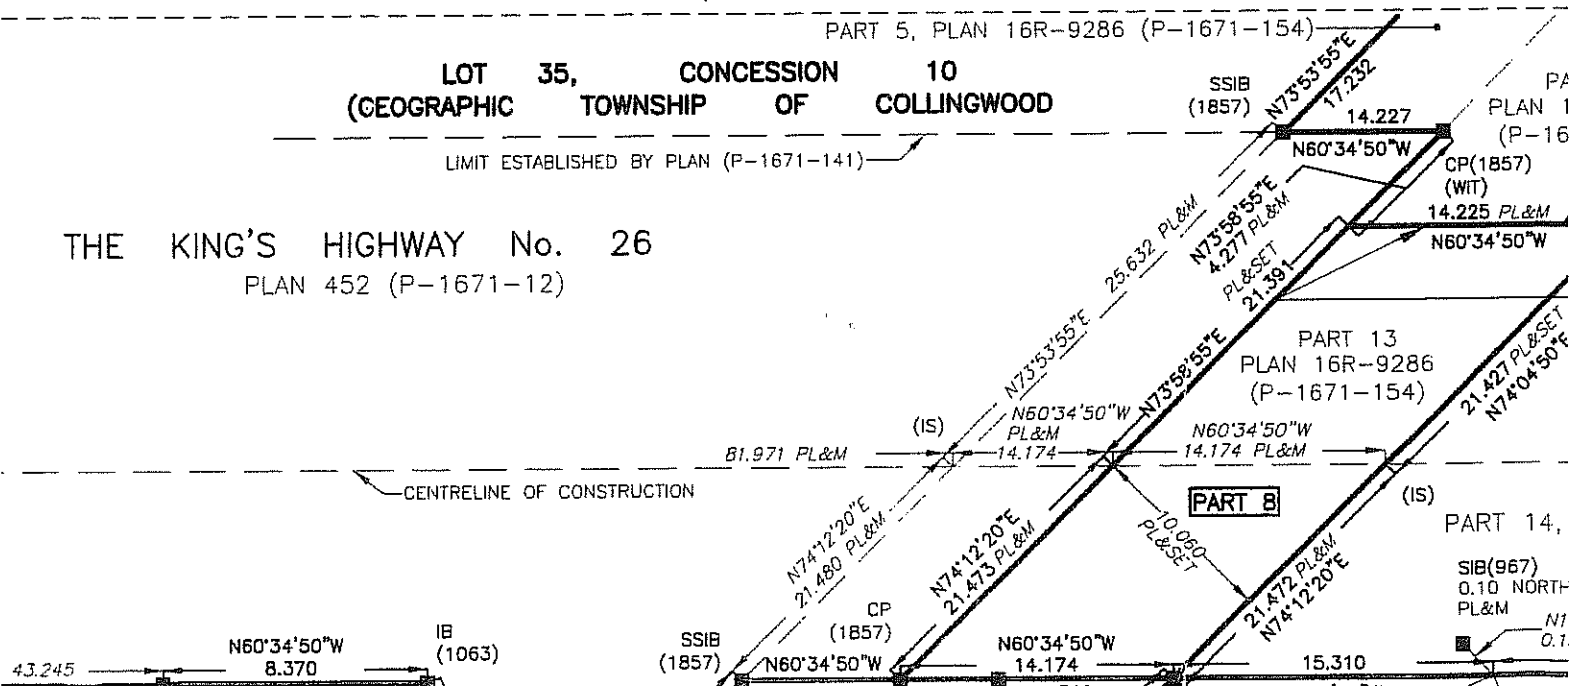 PART 5, PLAN 16R-9286 (P-1671-154)
LOT 35, CONCESSION 10
(GEOGRAPHIC TOWNSHIP OF COLLINGWOOD
SSIB
(1857)
N73°53'55"E
17.232
14.227
N60°34'50"W
PLAN 1
(P-16
LIMIT ESTABLISHED BY PLAN (P-1671-141)
CP(1857)
(WIT)
14.225 PL&M
N60°34'50"W
THE KING'S HIGHWAY No. 26
PLAN 452 (P-1671-12)
25.632 PL&M
N73°53'55"E
N73°58'55"E
4.277 PL&M
PL&SET
21.391
N73°58'55"E
PART 13
PLAN 16R-9286
(P-1671-154)
21.427 PL&SET
N74°04'50"E
(IS)
N60°34'50"W
PL&M
14.174
N60°34'50"W
14.174 PL&M
81.971 PL&M
CENTRELINE OF CONSTRUCTION
PART 8
(IS)
PART 14,
N74°12'20"E
21.480 PL&M
N74°12'20"E
21.473 PL&M
10.060
PL&SET
21.472 PL&M
N74°12'20"E
SIB(967)
0.10 NORTH
PL&M
43.245
N60°34'50"W
8.370
IB
(1063)
SSIB
(1857)
N60°34'50"W
CP
(1857)
N60°34'50"W
14.174
15.310